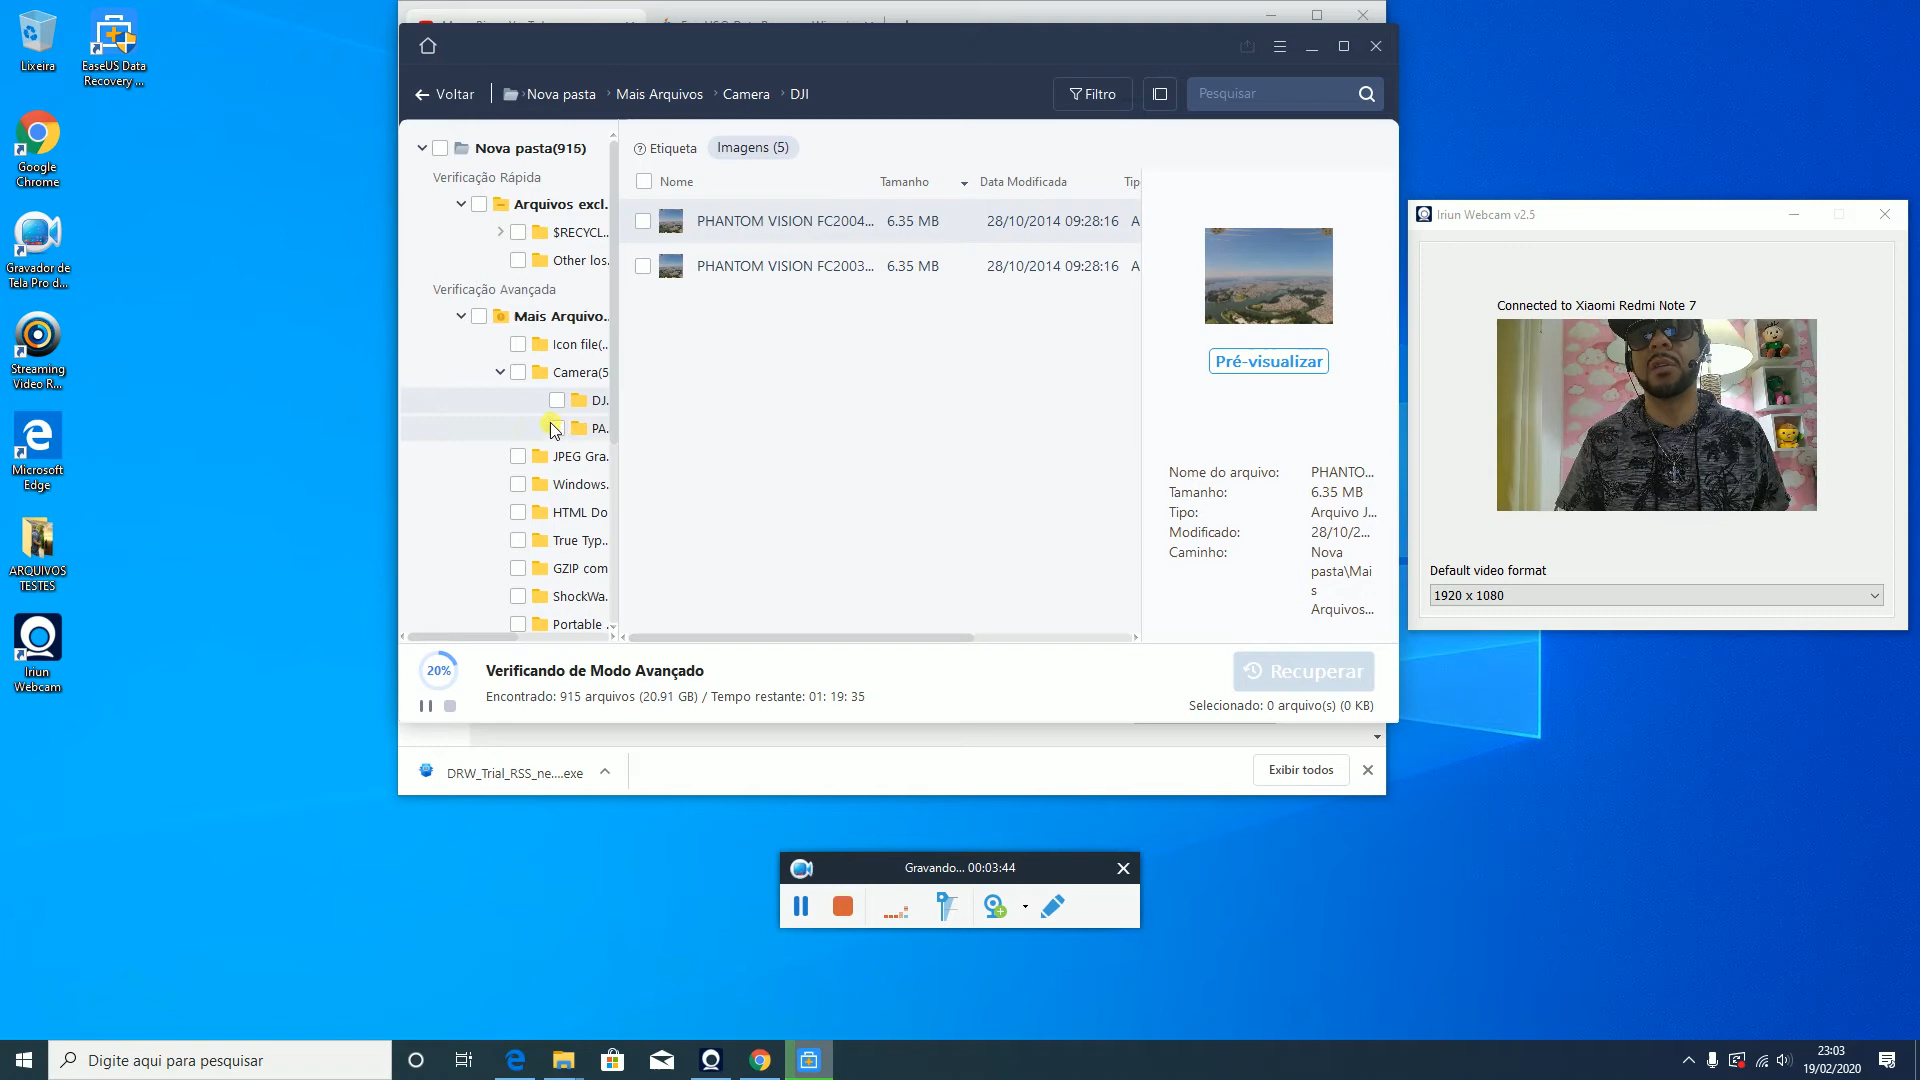 Lixeira
EaseUS Data
Recovery ...
Google
Chrome
Gravador de
Tela Pro d...
Streaming
Video R...
Microsoft
Edge
ARQUIVOS
TESTES
Iriun
Webcam
Voltar
Nova pasta
Mais Arquivos
Camera
DJI
Filtro
Pesquisar
Nova pasta(915)
Verificação Rápida
Arquivos excl.
$RECYCL..
Other los.
Verificação Avançada
Mais Arquivo..
Icon file(..
Camera(5
DJ.
PA.
JPEG Gra.
Windows.
HTML Do
True Typ..
GZIP com
ShockWa.
Portable .
Etiqueta
Imagens (5)
Nome
Tamanho
Data Modificada
Tip
PHANTOM VISION FC2004... 6.35 MB 28/10/2014 09:28:16 A
PHANTOM VISION FC2003... 6.35 MB 28/10/2014 09:28:16 A
Pré-visualizar
Nome do arquivo: PHANTO...
Tamanho: 6.35 MB
Tipo: Arquivo J...
Modificado: 28/10/2...
Caminho: Nova
pasta\Mai
s
Arquivos...
20%
Verificando de Modo Avançado
Encontrado: 915 arquivos (20.91 GB) / Tempo restante: 01: 19: 35
Recuperar
Selecionado: 0 arquivo(s) (0 KB)
DRW_Trial_RSS_ne....exe
Exibir todos
Iriun Webcam v2.5
Connected to Xiaomi Redmi Note 7
Default video format
1920 x 1080
Gravando... 00:03:44
Digite aqui para pesquisar
23:03
19/02/2020